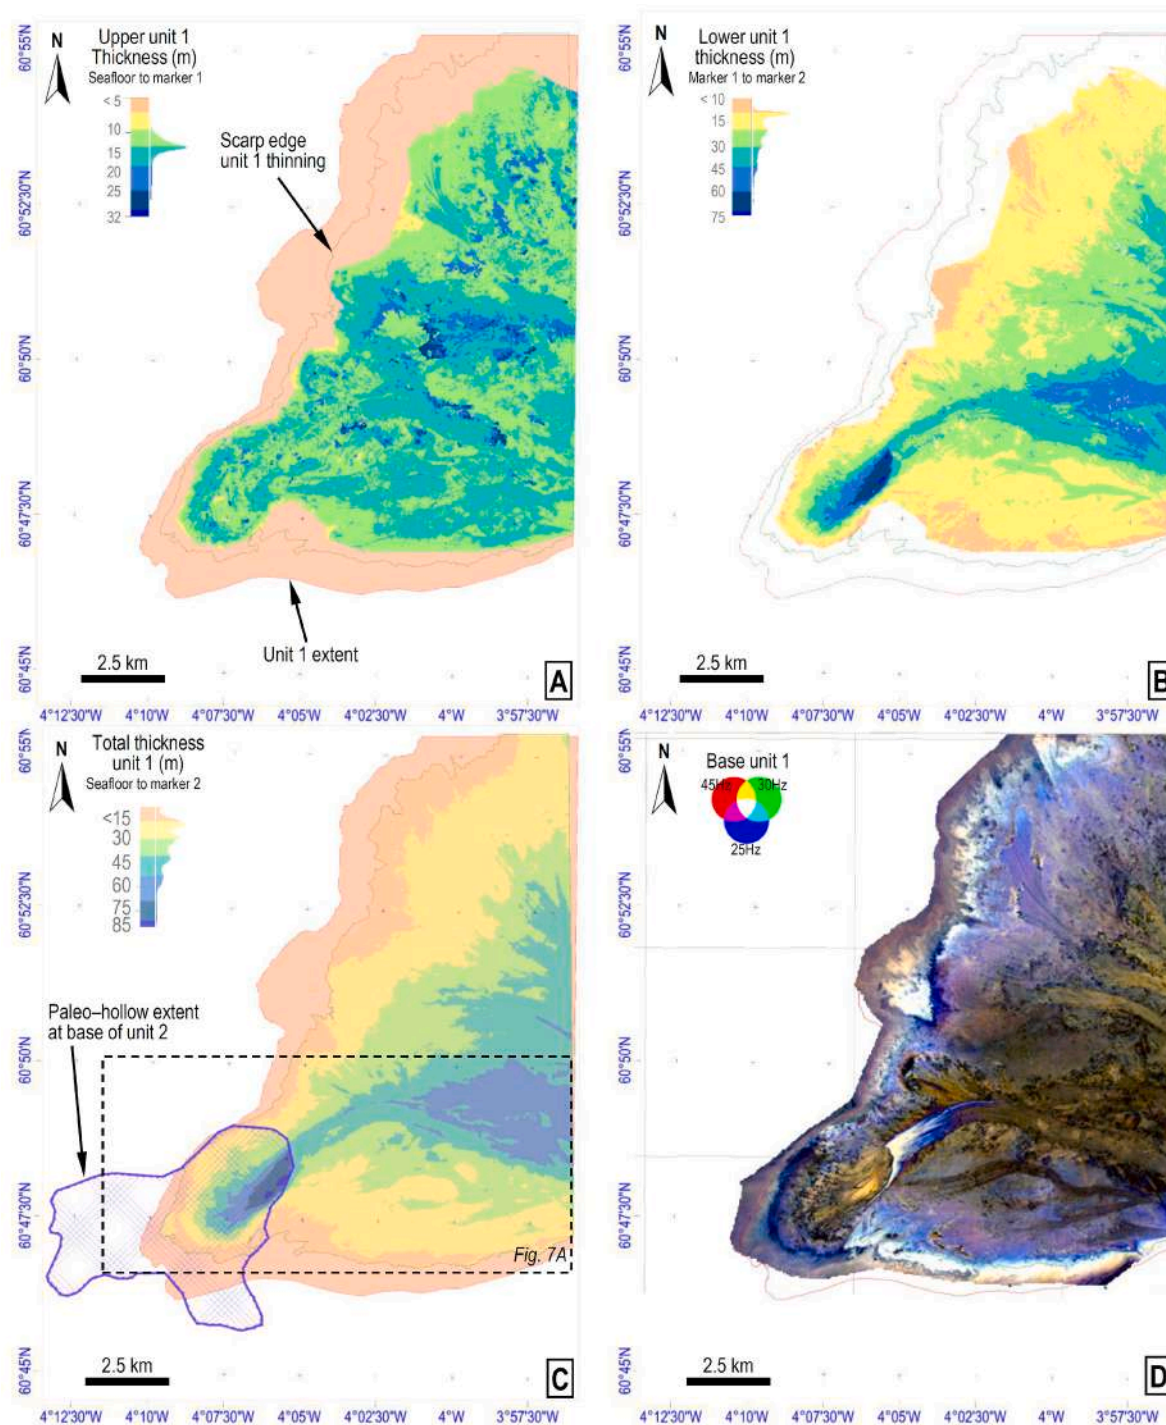 N
Upper unit 1
Thickness (m)
Seafloor to marker 1
< 5
10
15
20
25
32
Scarp edge
unit 1 thinning
Unit 1 extent
2.5 km
A
60°55'N
60°52'30"N
60°50'N
60°47'30"N
60°45'N
4°12'30"W 4°10'W 4°07'30"W 4°05'W 4°02'30"W 4°W 3°57'30"W
N
Lower unit 1
thickness (m)
Marker 1 to marker 2
< 10
15
30
45
60
75
2.5 km
B
60°55'N
60°52'30"N
60°50'N
60°47'30"N
60°45'N
4°12'30"W 4°10'W 4°07'30"W 4°05'W 4°02'30"W 4°W 3°57'30"W
N
Total thickness
unit 1 (m)
Seafloor to marker 2
<15
30
45
60
75
85
Paleo–hollow extent
at base of unit 2
Fig. 7A
2.5 km
C
60°55'N
60°52'30"N
60°50'N
60°47'30"N
60°45'N
4°12'30"W 4°10'W 4°07'30"W 4°05'W 4°02'30"W 4°W 3°57'30"W
N
Base unit 1
45Hz 30Hz
25Hz
2.5 km
D
60°55'N
60°52'30"N
60°50'N
60°47'30"N
60°45'N
4°12'30"W 4°10'W 4°07'30"W 4°05'W 4°02'30"W 4°W 3°57'30"W